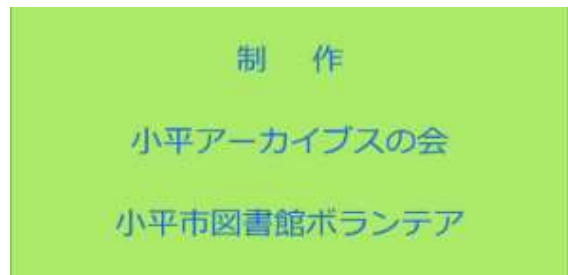 制　作
小平アーカイブスの会
小平市図書館ボランテア